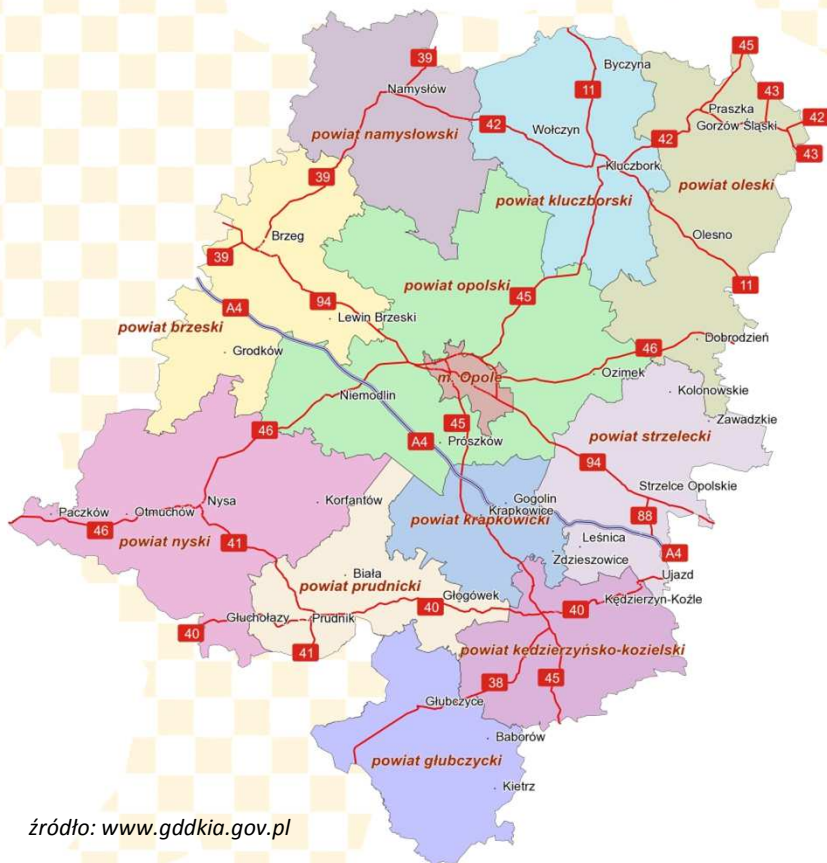 45
39
Byczyna
Namysłów
11
43
Praszka
42
Gorzów Śląski
42
powiat namysłowski
Wołczyn
42
43
Kluczbork
39
powiat oleski
powiat kluczborski
Brzeg
Olesno
39
powiat opolski
11
45
A4
94
powiat brzeski
Lewin Brzeski
Dobrodzień
46
Grodków
m. Opole
Ozimek
Kolonowskie
Niemodlin
Zawadzkie
45
46
powiat strzelecki
A4
Prószków
94
Strzelce Opolskie
Nysa
Korfantów
Gogolin
Paczków
Otmuchów
Krapkowice
88
46
powiat krapkowicki
powiat nyski
41
Leśnica
A4
Zdzieszowice
Biała
Ujazd
powiat prudnicki
Głogówek
Kędzierzyn-Koźle
40
40
Głuchołazy
Prudnik
40
41
powiat kędzierzyńsko-kozielski
38
45
Głubczyce
Baborów
powiat głubczycki
Kietrz
źródło: www.gddkia.gov.pl